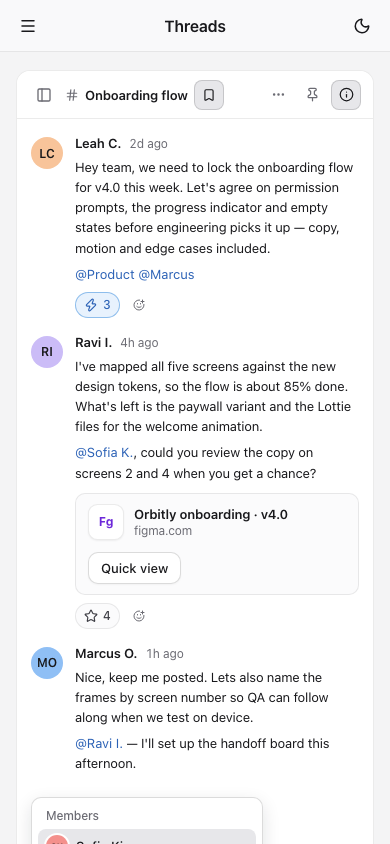 Threads
# Onboarding flow
LC
Leah C. 2d ago
Hey team, we need to lock the onboarding flow
for v4.0 this week. Let's agree on permission
prompts, the progress indicator and empty
states before engineering picks it up — copy,
motion and edge cases included.
@Product @Marcus
3
RI
Ravi I. 4h ago
I've mapped all five screens against the new
design tokens, so the flow is about 85% done.
What's left is the paywall variant and the Lottie
files for the welcome animation.
@Sofia K., could you review the copy on
screens 2 and 4 when you get a chance?
Fg
Orbitly onboarding · v4.0
figma.com
Quick view
4
MO
Marcus O. 1h ago
Nice, keep me posted. Lets also name the
frames by screen number so QA can follow
along when we test on device.
@Ravi I. — I'll set up the handoff board this
afternoon.
Members